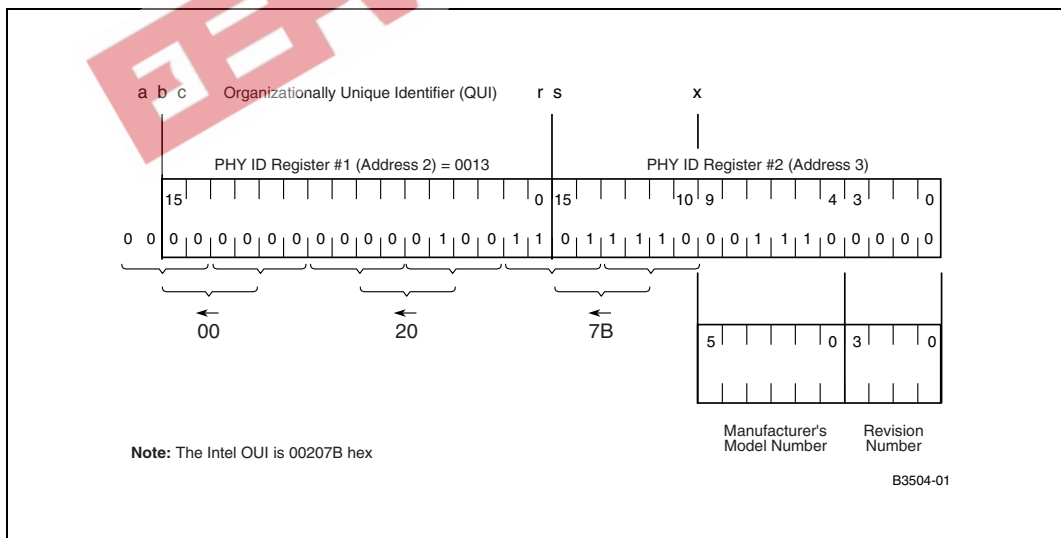 a b c Organizationally Unique Identifier (QUI) r s x
PHY ID Register #1 (Address 2) = 0013 PHY ID Register #2 (Address 3)
15 0 15 10 9 4 3 0
0 0 0 0 0 0 0 0 0 0 0 0 0 1 0 0 1 1 0 1 1 1 1 0 0 0 1 1 1 0 0 0 0 0
00 20 7B
5 0 3 0
Manufacturer's Revision
Model Number Number
Note: The Intel OUI is 00207B hex
B3504-01